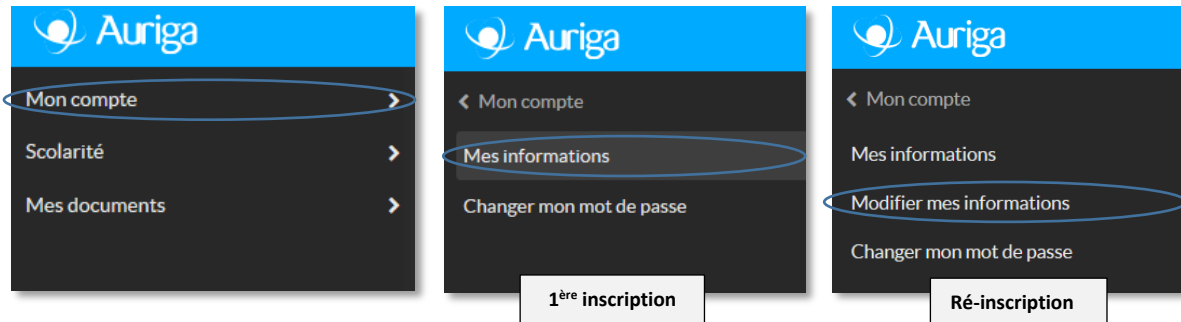 Auriga
Mon compte
Scolarité
Mes documents
Auriga
Mon compte
Mes informations
Changer mon mot de passe
1ère inscription
Auriga
Mon compte
Mes informations
Modifier mes informations
Changer mon mot de passe
Ré-inscription